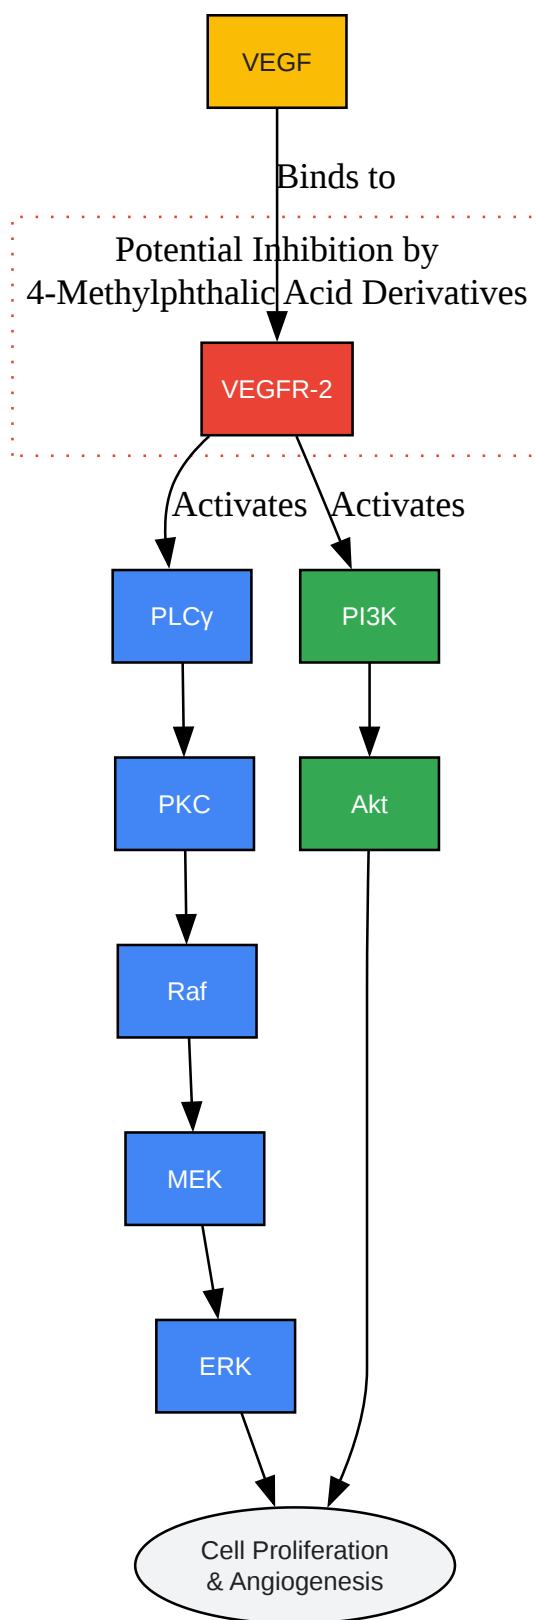 VEGF
Binds to
Potential Inhibition by
4-Methylphthalic Acid Derivatives
VEGFR-2
Activates
Activates
PLCγ
PI3K
PKC
Akt
Raf
MEK
ERK
Cell Proliferation
& Angiogenesis